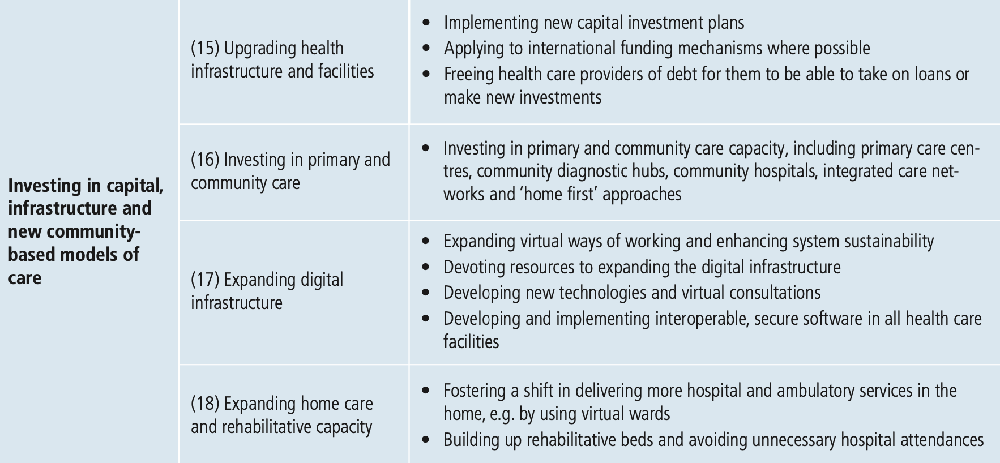 Investing in capital,
infrastructure and
new community-
based models of
care
(15) Upgrading health
infrastructure and facilities
• Implementing new capital investment plans
• Applying to international funding mechanisms where possible
• Freeing health care providers of debt for them to be able to take on loans or
make new investments
(16) Investing in primary and
community care
• Investing in primary and community care capacity, including primary care cen-
tres, community diagnostic hubs, community hospitals, integrated care net-
works and ‘home first’ approaches
(17) Expanding digital
infrastructure
• Expanding virtual ways of working and enhancing system sustainability
• Devoting resources to expanding the digital infrastructure
• Developing new technologies and virtual consultations
• Developing and implementing interoperable, secure software in all health care
facilities
(18) Expanding home care
and rehabilitative capacity
• Fostering a shift in delivering more hospital and ambulatory services in the
home, e.g. by using virtual wards
• Building up rehabilitative beds and avoiding unnecessary hospital attendances